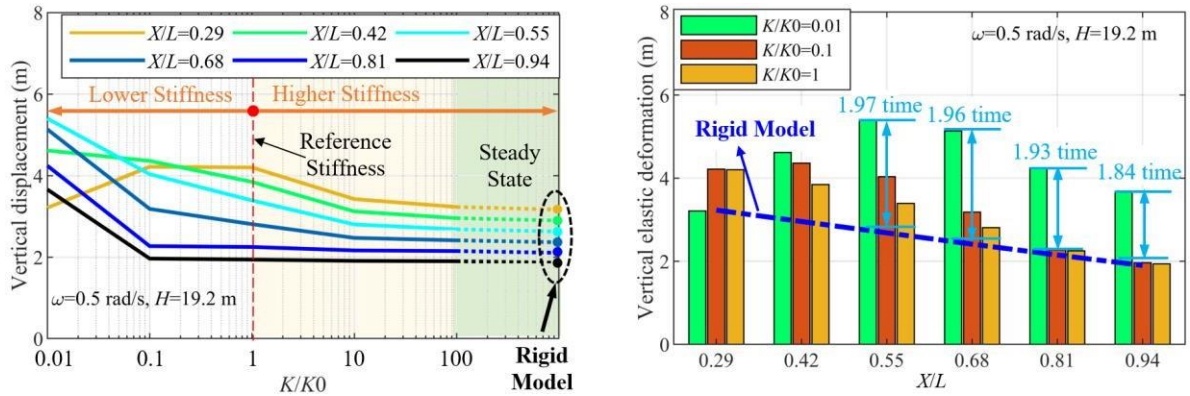 8
6
4
2
0
Vertical displacement (m)
X/L=0.29
X/L=0.42
X/L=0.55
X/L=0.68
X/L=0.81
X/L=0.94
Lower Stiffness
Higher Stiffness
Reference
Stiffness
Steady
State
ω=0.5 rad/s, H=19.2 m
0.01
0.1
1
10
100
Rigid
Model
K/K0
8
6
4
2
0
Vertical elastic deformation (m)
K/K0=0.01
K/K0=0.1
K/K0=1
ω=0.5 rad/s, H=19.2 m
1.97 time
1.96 time
1.93 time
1.84 time
Rigid Model
0.29
0.42
0.55
0.68
0.81
0.94
X/L